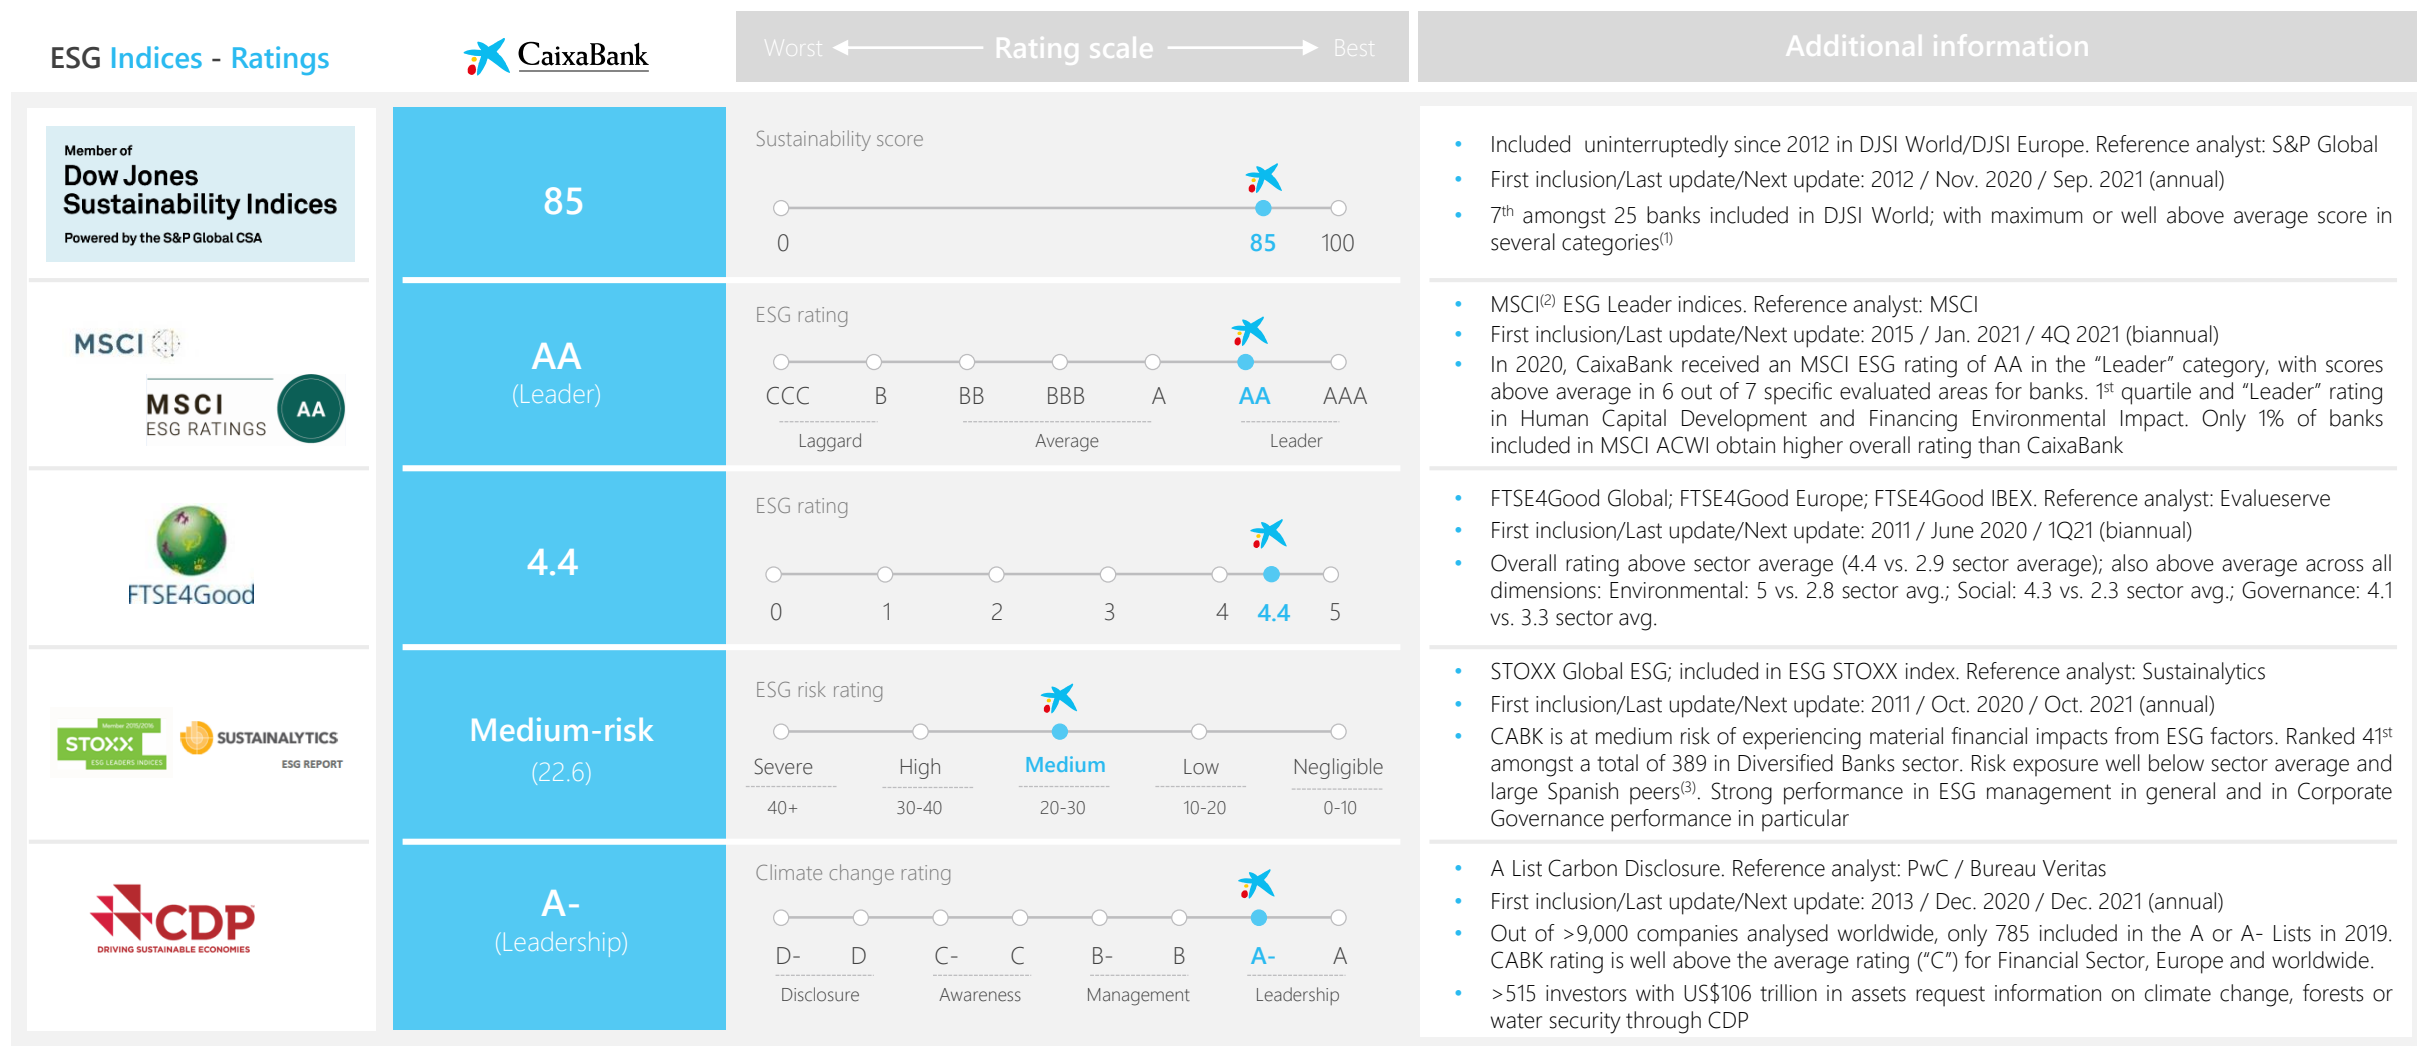 ESG Indices - Ratings
CaixaBank
Worst Rating scale Best
Additional information
Member of
Dow Jones
Sustainability Indices
Powered by the S&P Global CSA
85
Sustainability score
0 85 100
• Included uninterruptedly since 2012 in DJSI World/DJSI Europe. Reference analyst: S&P Global
• First inclusion/Last update/Next update: 2012 / Nov. 2020 / Sep. 2021 (annual)
• 7th amongst 25 banks included in DJSI World; with maximum or well above average score in
several categories(1)
MSCI
MSCI
ESG RATINGS
AA
AA
(Leader)
ESG rating
CCC B BB BBB A AA AAA
Laggard Average Leader
• MSCI(2) ESG Leader indices. Reference analyst: MSCI
• First inclusion/Last update/Next update: 2015 / Jan. 2021 / 4Q 2021 (biannual)
• In 2020, CaixaBank received an MSCI ESG rating of AA in the “Leader” category, with scores
above average in 6 out of 7 specific evaluated areas for banks. 1st quartile and “Leader” rating
in Human Capital Development and Financing Environmental Impact. Only 1% of banks
included in MSCI ACWI obtain higher overall rating than CaixaBank
FTSE4Good
4.4
ESG rating
0 1 2 3 4 4.4 5
• FTSE4Good Global; FTSE4Good Europe; FTSE4Good IBEX. Reference analyst: Evalueserve
• First inclusion/Last update/Next update: 2011 / June 2020 / 1Q21 (biannual)
• Overall rating above sector average (4.4 vs. 2.9 sector average); also above average across all
dimensions: Environmental: 5 vs. 2.8 sector avg.; Social: 4.3 vs. 2.3 sector avg.; Governance: 4.1
vs. 3.3 sector avg.
Member 2015/2016
STOXX
ESG LEADERS INDICES
SUSTAINALYTICS
ESG REPORT
Medium-risk
(22.6)
ESG risk rating
Severe High Medium Low Negligible
40+ 30-40 20-30 10-20 0-10
• STOXX Global ESG; included in ESG STOXX index. Reference analyst: Sustainalytics
• First inclusion/Last update/Next update: 2011 / Oct. 2020 / Oct. 2021 (annual)
• CABK is at medium risk of experiencing material financial impacts from ESG factors. Ranked 41st
amongst a total of 389 in Diversified Banks sector. Risk exposure well below sector average and
large Spanish peers(3). Strong performance in ESG management in general and in Corporate
Governance performance in particular
CDP
DRIVING SUSTAINABLE ECONOMIES
A-
(Leadership)
Climate change rating
D- D C- C B- B A- A
Disclosure Awareness Management Leadership
• A List Carbon Disclosure. Reference analyst: PwC / Bureau Veritas
• First inclusion/Last update/Next update: 2013 / Dec. 2020 / Dec. 2021 (annual)
• Out of >9,000 companies analysed worldwide, only 785 included in the A or A- Lists in 2019.
CABK rating is well above the average rating (“C”) for Financial Sector, Europe and worldwide.
• >515 investors with US$106 trillion in assets request information on climate change, forests or
water security through CDP